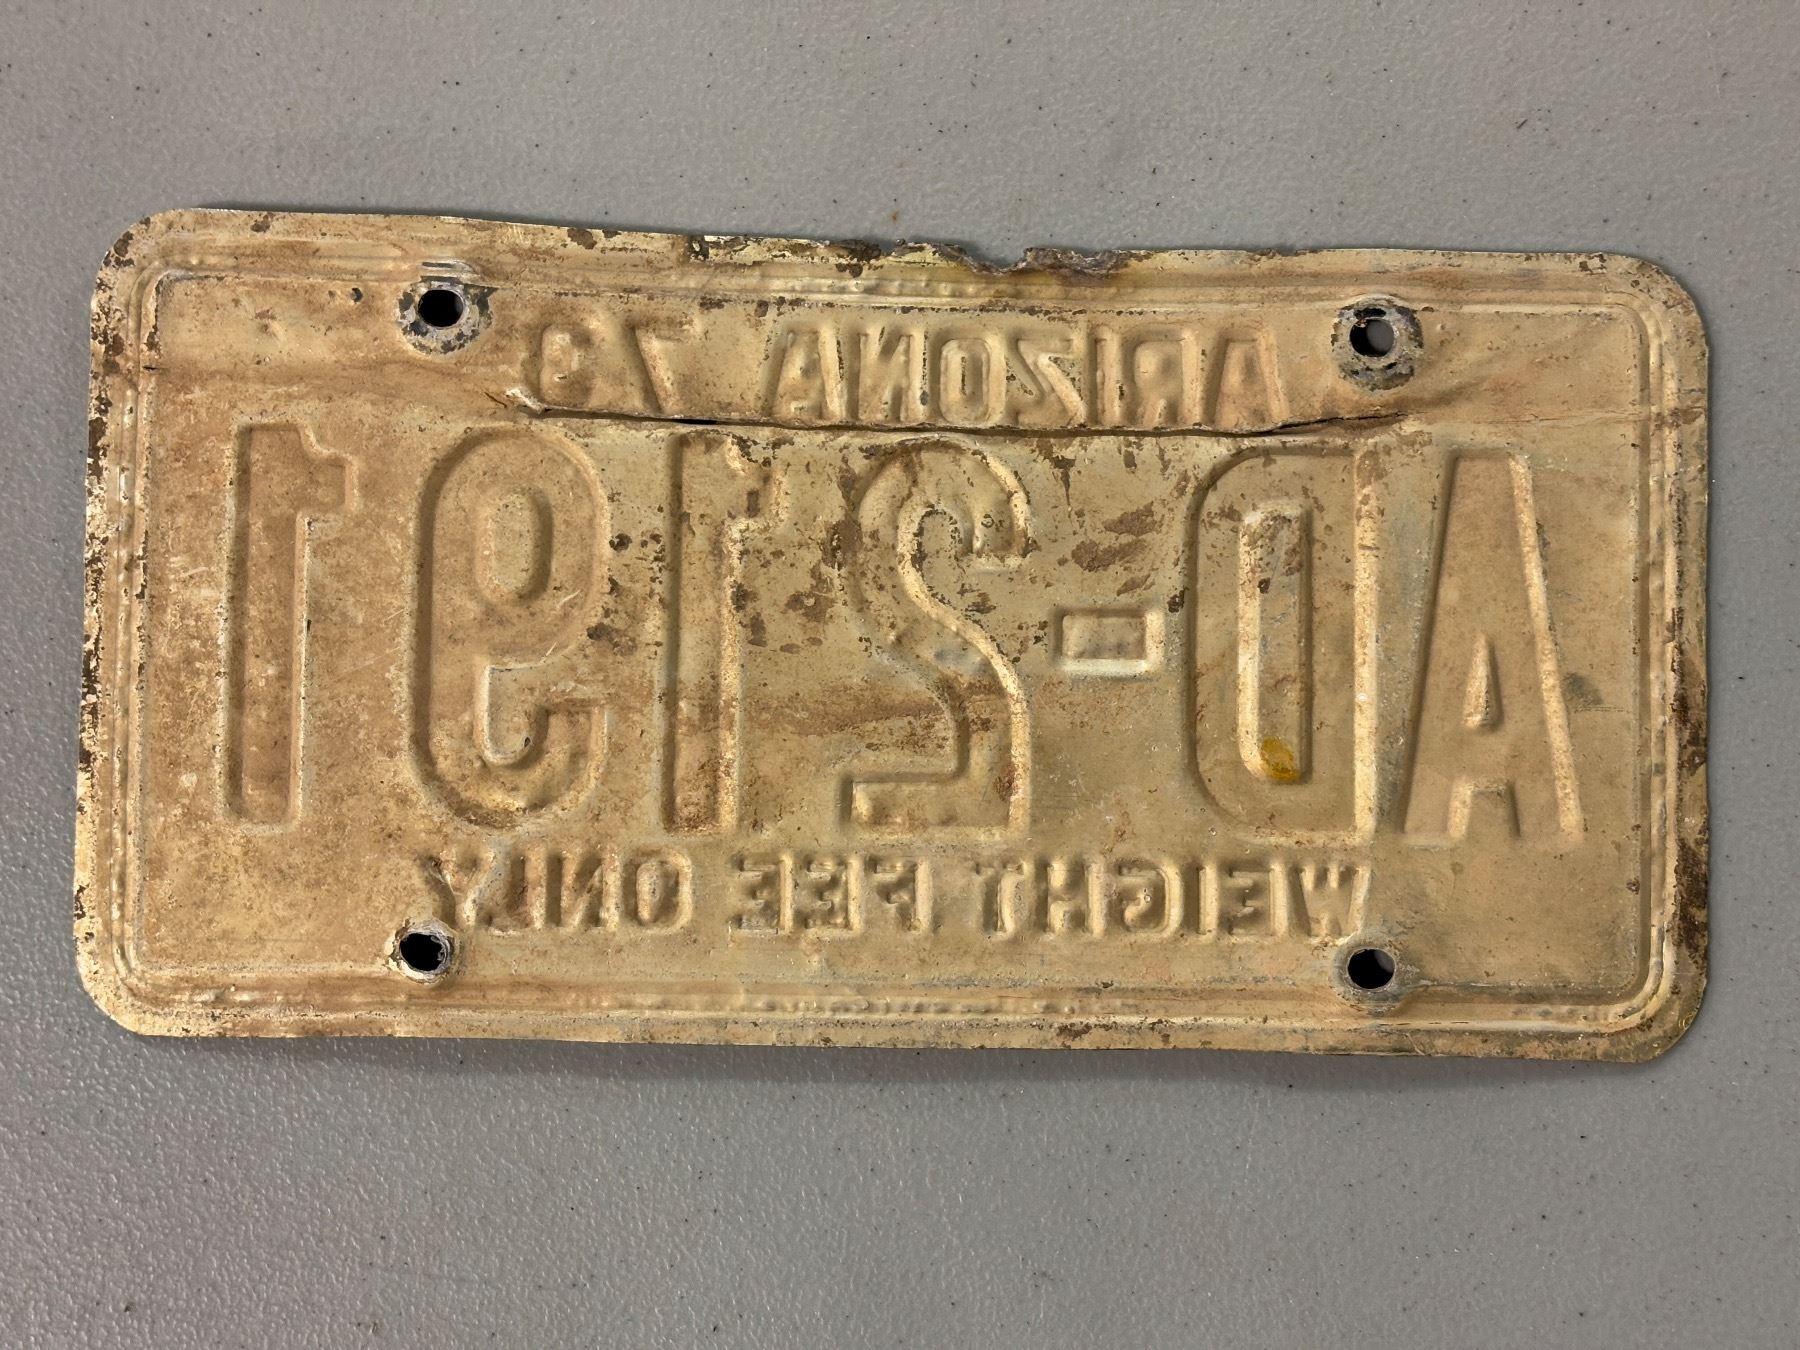 ARIZONA 73
AD-2191
WEIGHT FEE ONLY